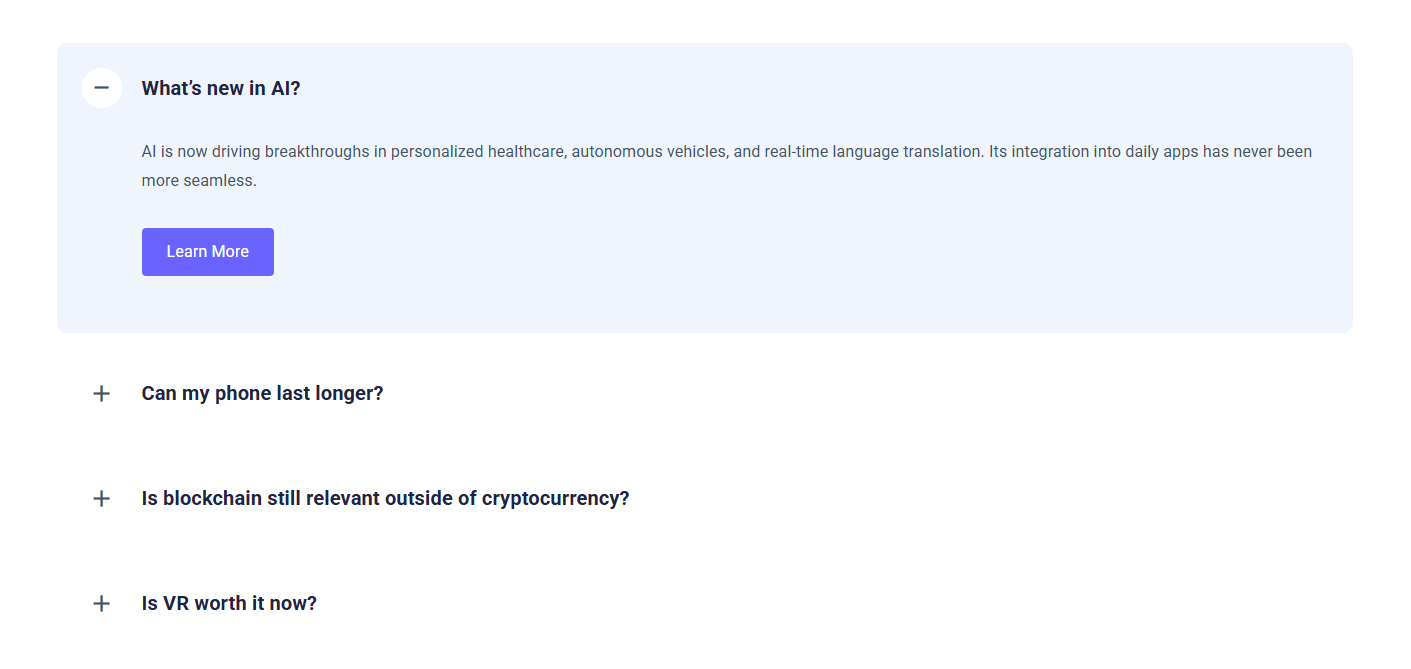 What’s new in AI?
AI is now driving breakthroughs in personalized healthcare, autonomous vehicles, and real-time language translation. Its integration into daily apps has never been
more seamless.
Learn More
Can my phone last longer?
Is blockchain still relevant outside of cryptocurrency?
Is VR worth it now?